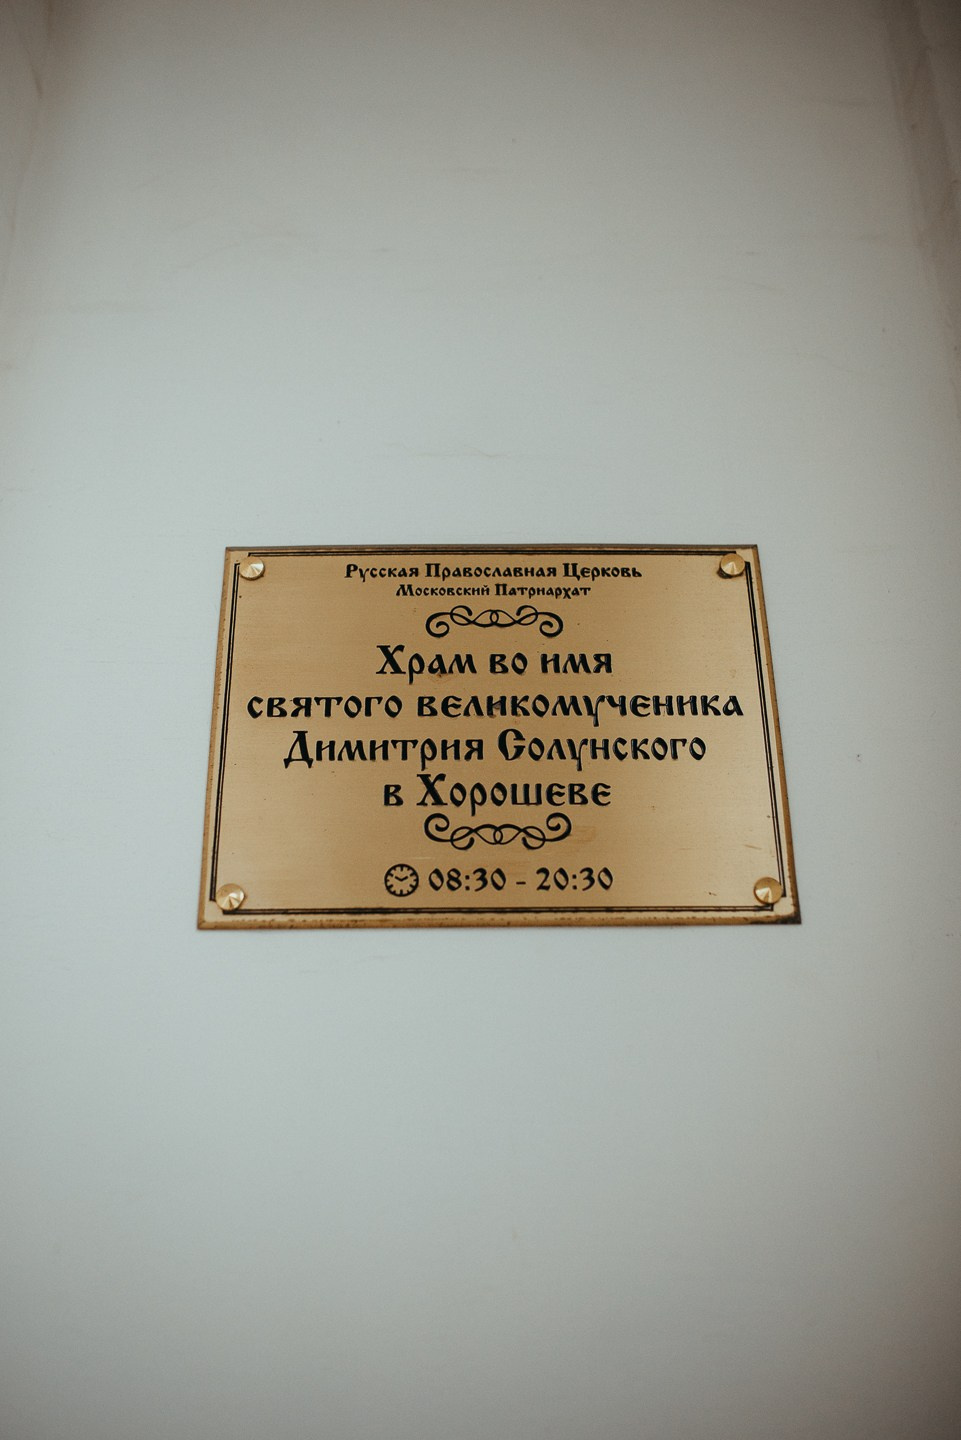 Русская Православная Церковь
Московский Патриархат
Храм во имя
святого великомученика
Димитрия Солунского
в Хорошеве
08:30 - 20:30